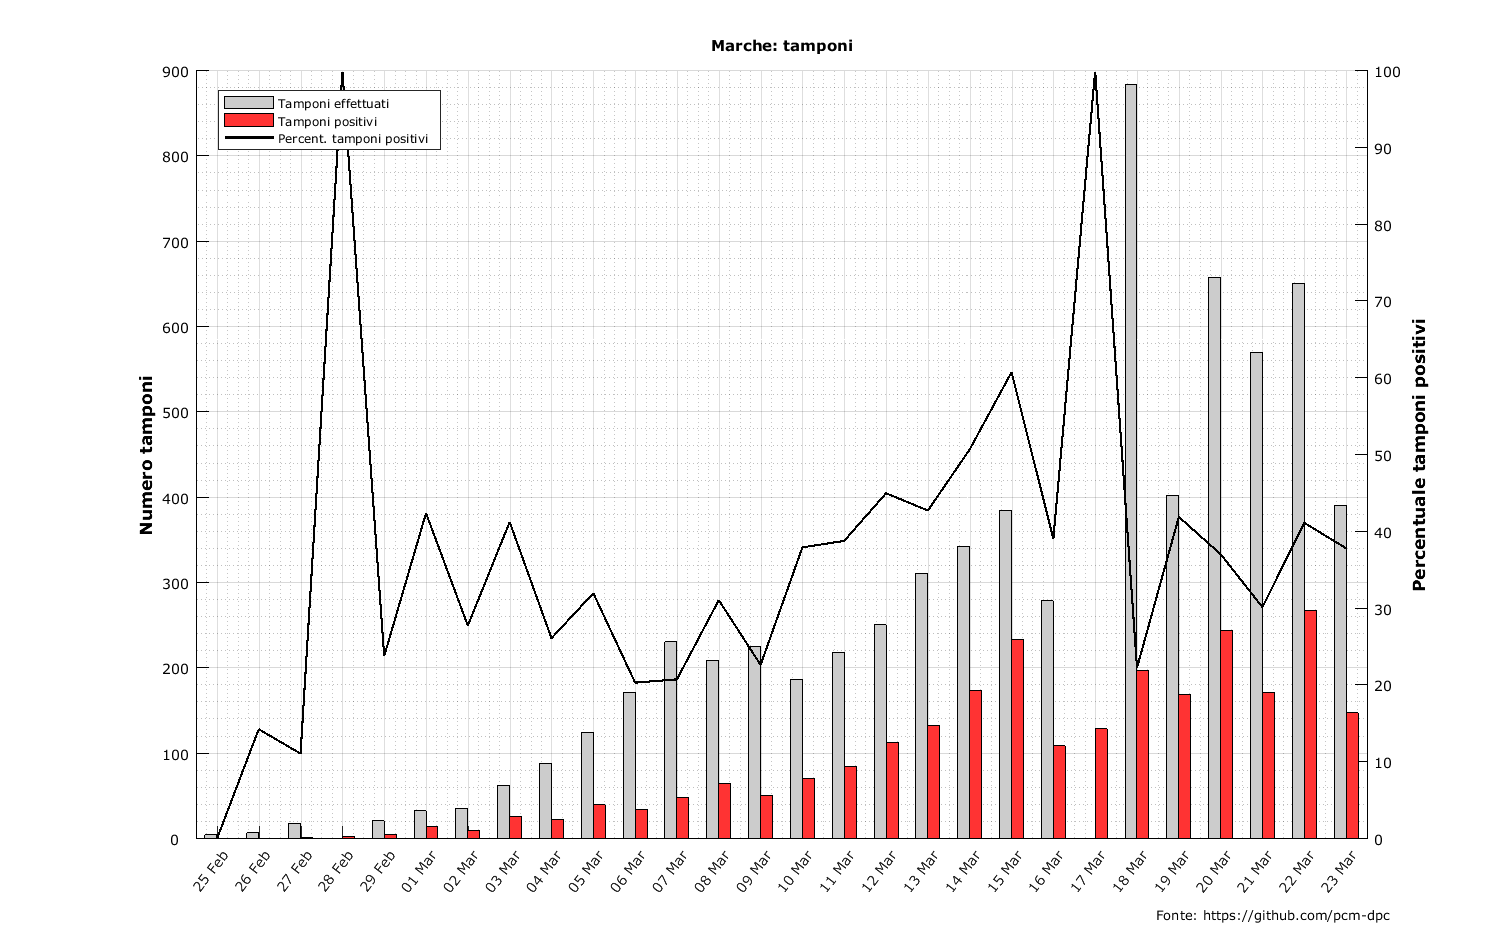 Marche: tamponi
Tamponi effettuati
Tamponi positivi
Percent. tamponi positivi
Numero tamponi
900
800
700
600
500
400
300
200
100
0
100
90
80
70
60
50
40
30
20
10
0
Percentuale tamponi positivi
25 Feb
26 Feb
27 Feb
28 Feb
29 Feb
01 Mar
02 Mar
03 Mar
04 Mar
05 Mar
06 Mar
07 Mar
08 Mar
09 Mar
10 Mar
11 Mar
12 Mar
13 Mar
14 Mar
15 Mar
16 Mar
17 Mar
18 Mar
19 Mar
20 Mar
21 Mar
22 Mar
23 Mar
Fonte: https://github.com/pcm-dpc